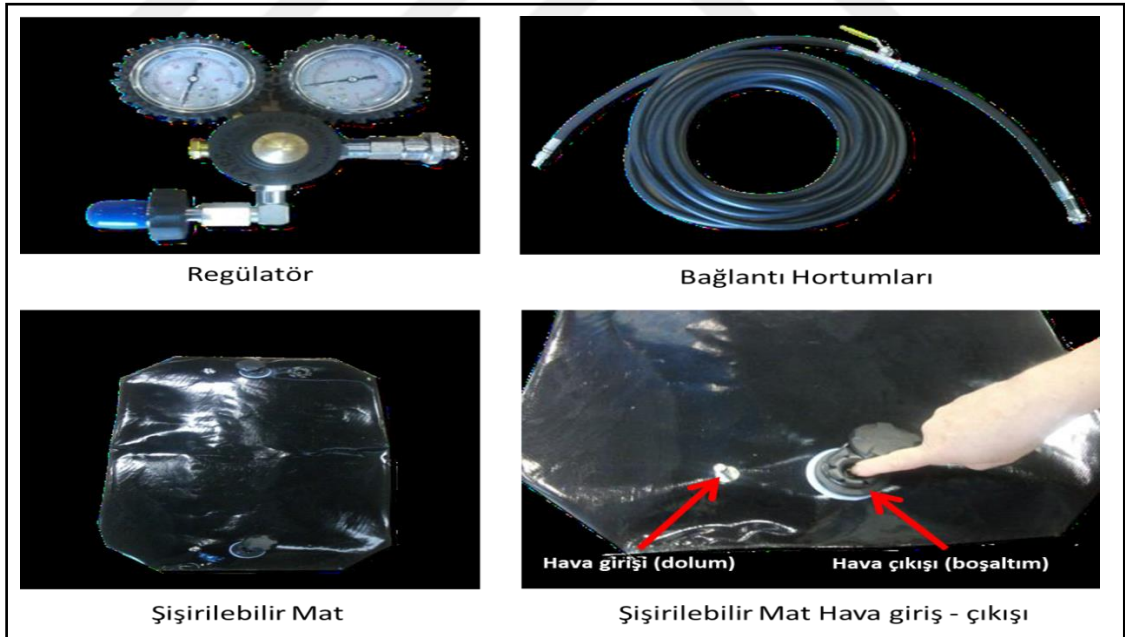 Regülatör
Bağlantı Hortumları
Hava girişi (dolum)
Hava çıkışı (boşaltım)
Şişirilebilir Mat
Şişirilebilir Mat Hava giriş - çıkışı